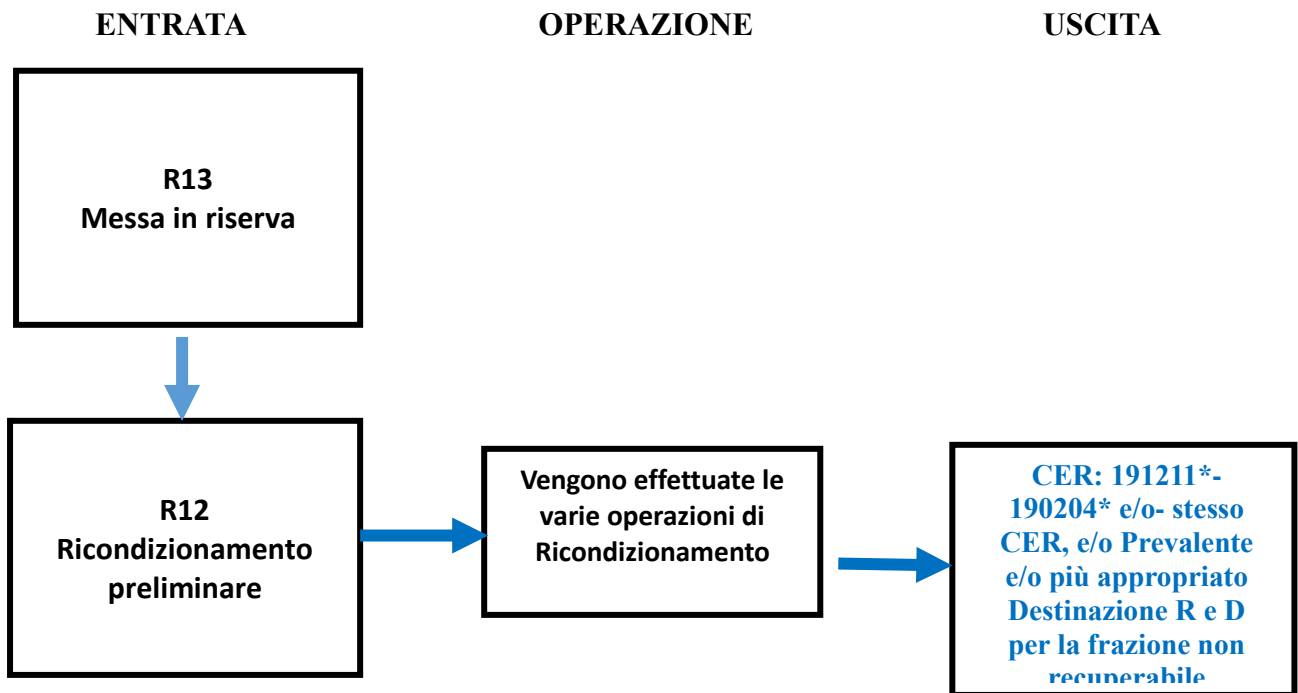 ENTRATA OPERAZIONE USCITA
R13
Messa in riserva
R12
Ricondizionamento
preliminare
Vengono effettuate le
varie operazioni di
Ricondizionamento
CER: 191211*-
190204* e/o- stesso
CER, e/o Prevalente
e/o più appropriato
Destinazione R e D
per la frazione non
recuperabile